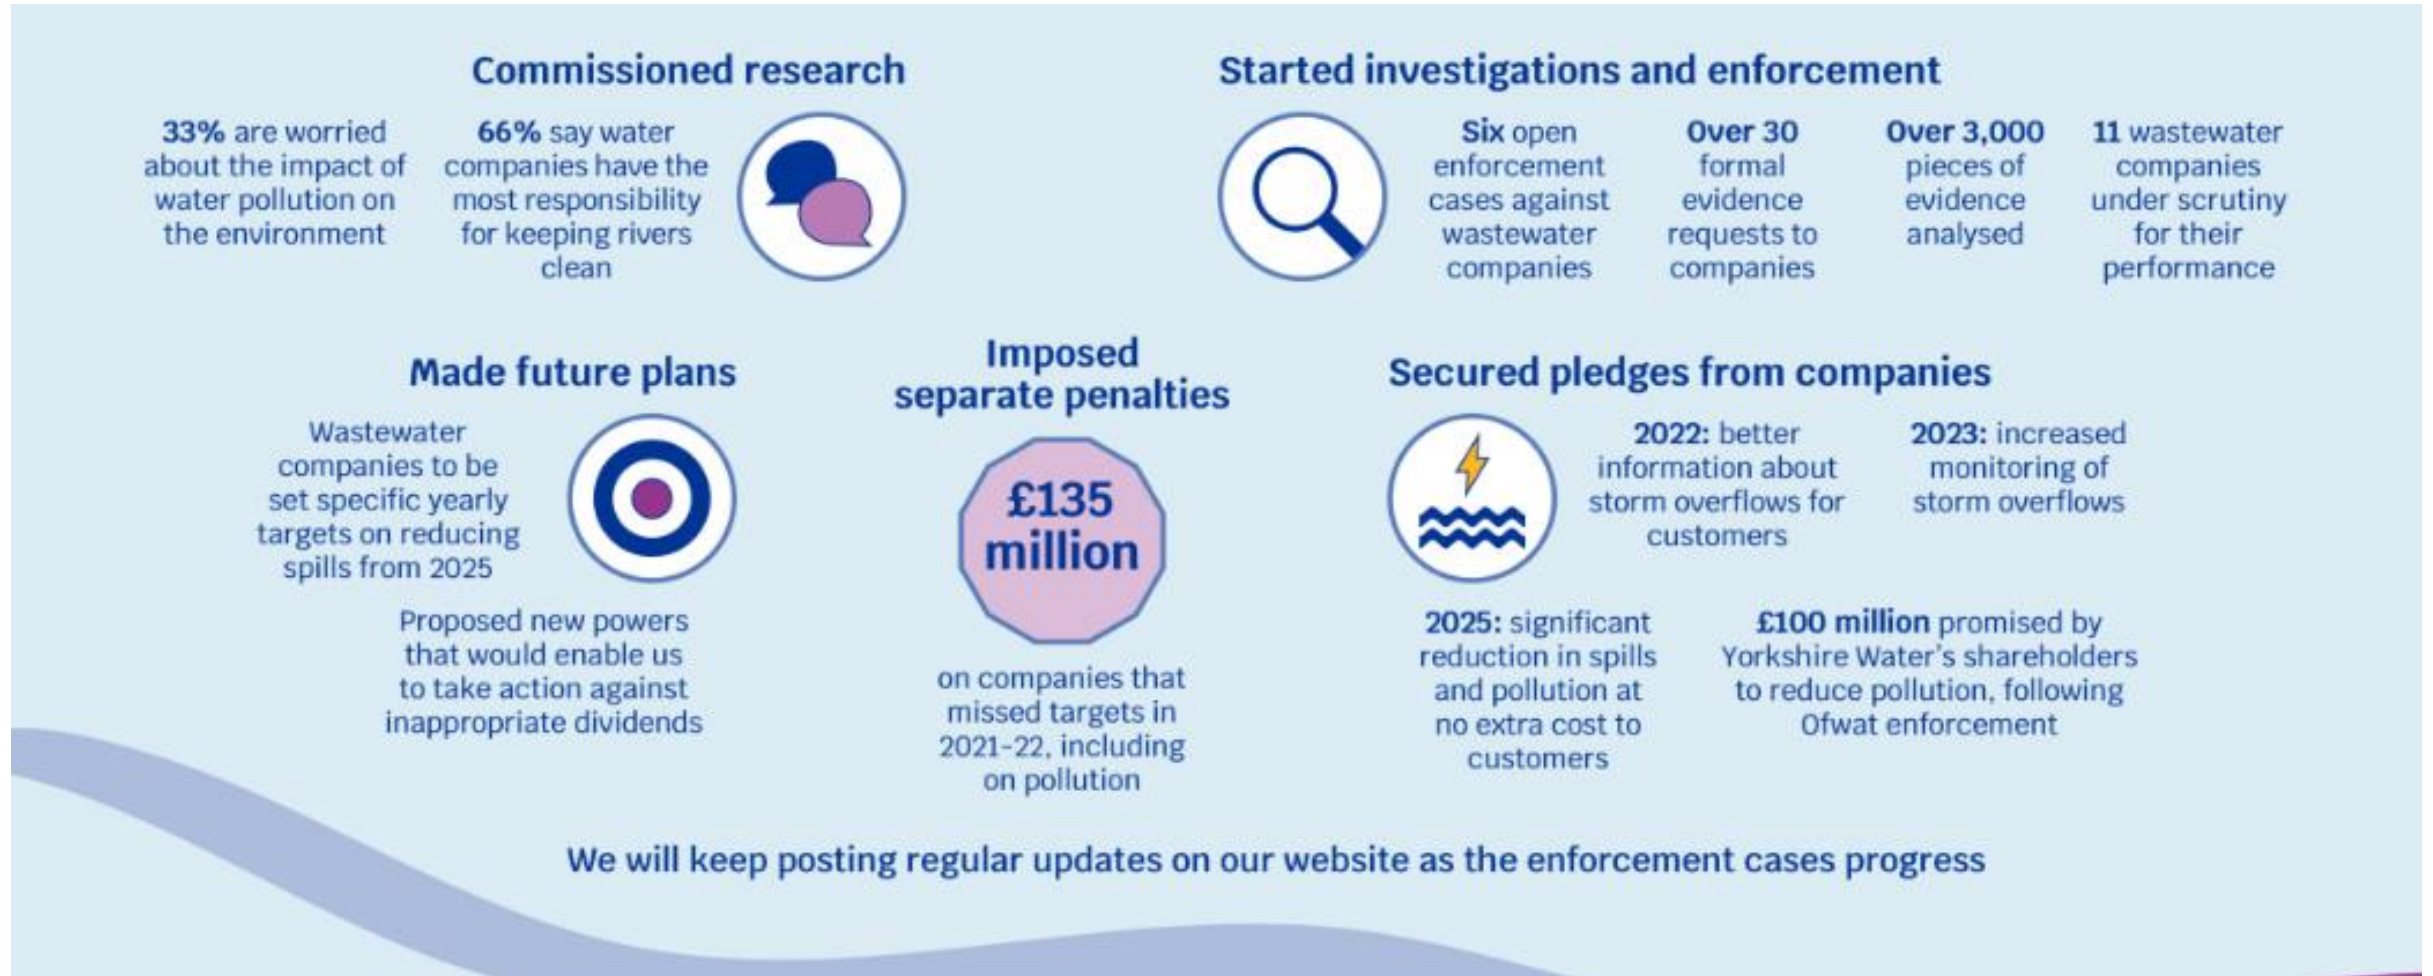 Commissioned research
33% are worried
about the impact of
water pollution on
the environment
66% say water
companies have the
most responsibility
for keeping rivers
clean
Started investigations and enforcement
Six open
enforcement
cases against
wastewater
companies
Over 30
formal
evidence
requests to
companies
Over 3,000
pieces of
evidence
analysed
11 wastewater
companies
under scrutiny
for their
performance
Made future plans
Wastewater
companies to be
set specific yearly
targets on reducing
spills from 2025
Proposed new powers
that would enable us
to take action against
inappropriate dividends
Imposed
separate penalties
£135
million
on companies that
missed targets in
2021-22, including
on pollution
Secured pledges from companies
2022: better
information about
storm overflows for
customers
2023: increased
monitoring of
storm overflows
2025: significant
reduction in spills
and pollution at
no extra cost to
customers
£100 million promised by
Yorkshire Water's shareholders
to reduce pollution, following
Ofwat enforcement
We will keep posting regular updates on our website as the enforcement cases progress